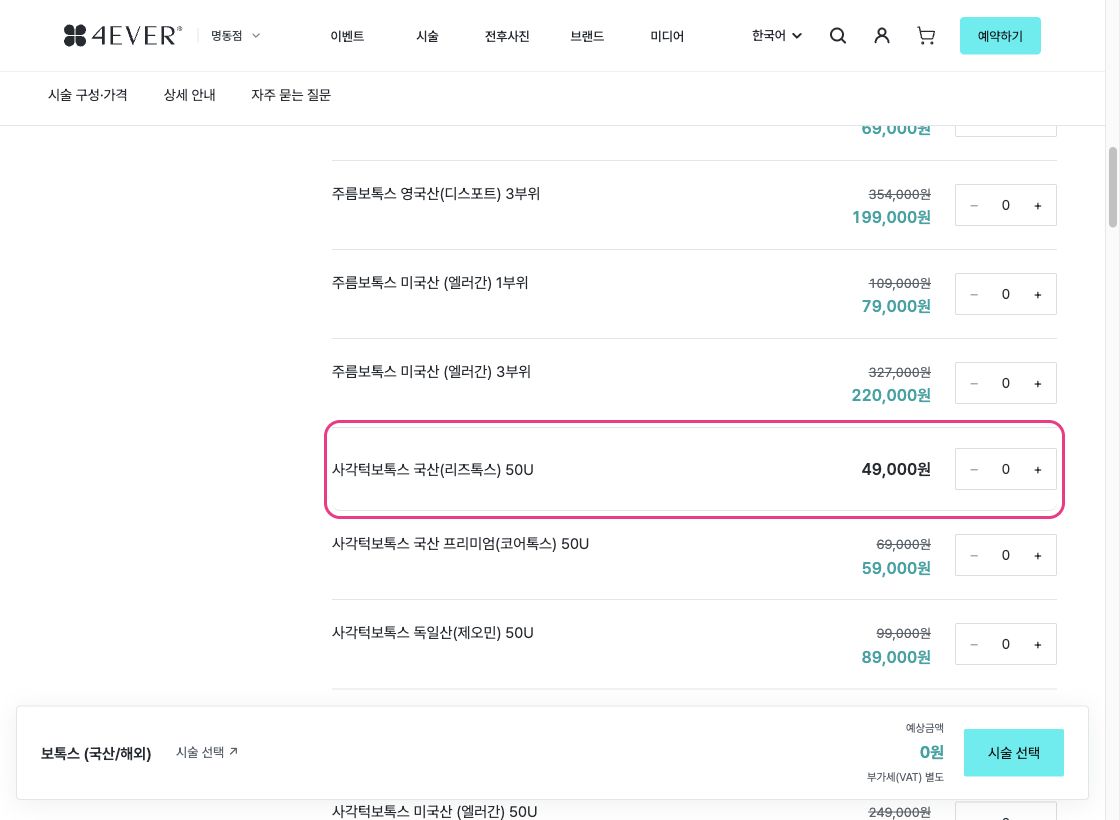 4EVER®
명동점
이벤트
시술
전후사진
브랜드
미디어
한국어
예약하기
시술 구성·가격
상세 안내
자주 묻는 질문
69,000원
주름보톡스 영국산(디스포트) 3부위
354,000원
199,000원
− 0 +
주름보톡스 미국산 (엘러간) 1부위
109,000원
79,000원
− 0 +
주름보톡스 미국산 (엘러간) 3부위
327,000원
220,000원
− 0 +
사각턱보톡스 국산(리즈톡스) 50U
49,000원
− 0 +
사각턱보톡스 국산 프리미엄(코어톡스) 50U
69,000원
59,000원
− 0 +
사각턱보톡스 독일산(제오민) 50U
99,000원
89,000원
− 0 +
보톡스 (국산/해외)
시술 선택
예상금액
0원
부가세(VAT) 별도
시술 선택
사각턱보톡스 미국산 (엘러간) 50U
249,000원